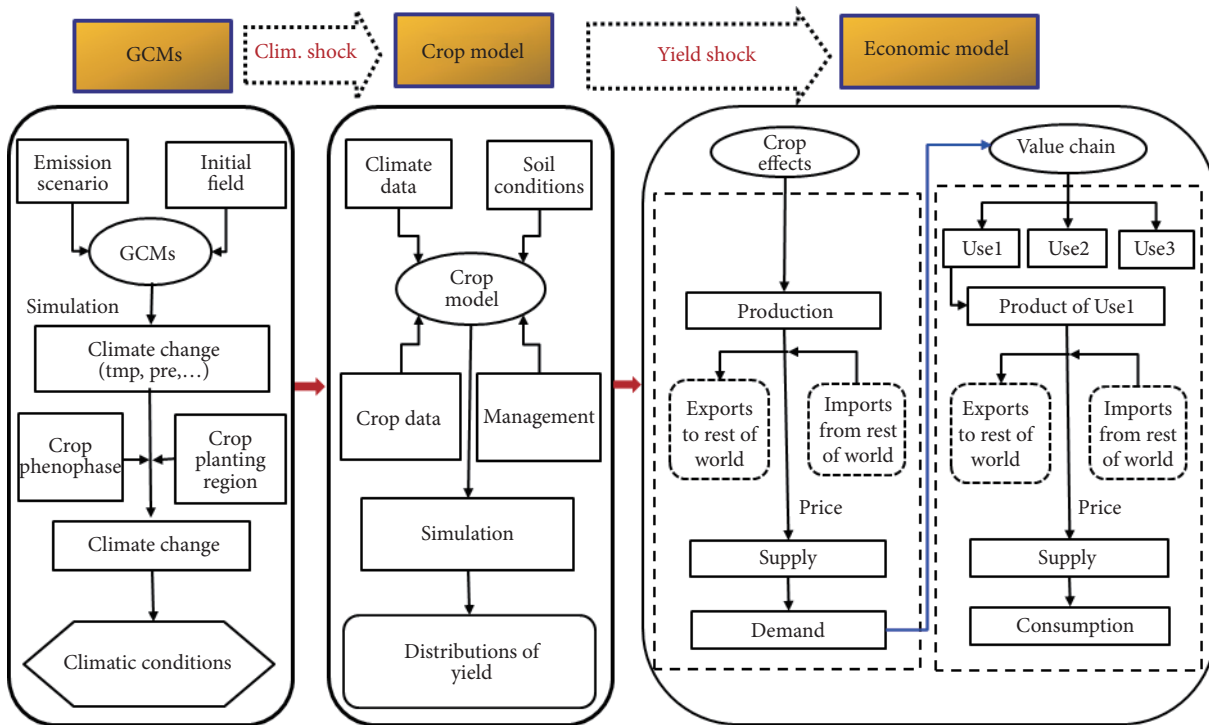 GCMs
Clim. shock
Crop model
Yield shock
Economic model
Emission
scenario
Initial
field
GCMs
Simulation
Climate change
(tmp, pre,…)
Crop
phenophase
Crop
planting
region
Climate change
Climatic conditions
Climate
data
Soil
conditions
Crop
model
Crop data
Management
Simulation
Distributions of
yield
Crop
effects
Production
Exports
to rest of
world
Imports
from rest
of world
Price
Supply
Demand
Value chain
Use1
Use2
Use3
Product of Use1
Exports
to rest of
world
Imports
from rest
of world
Price
Supply
Consumption